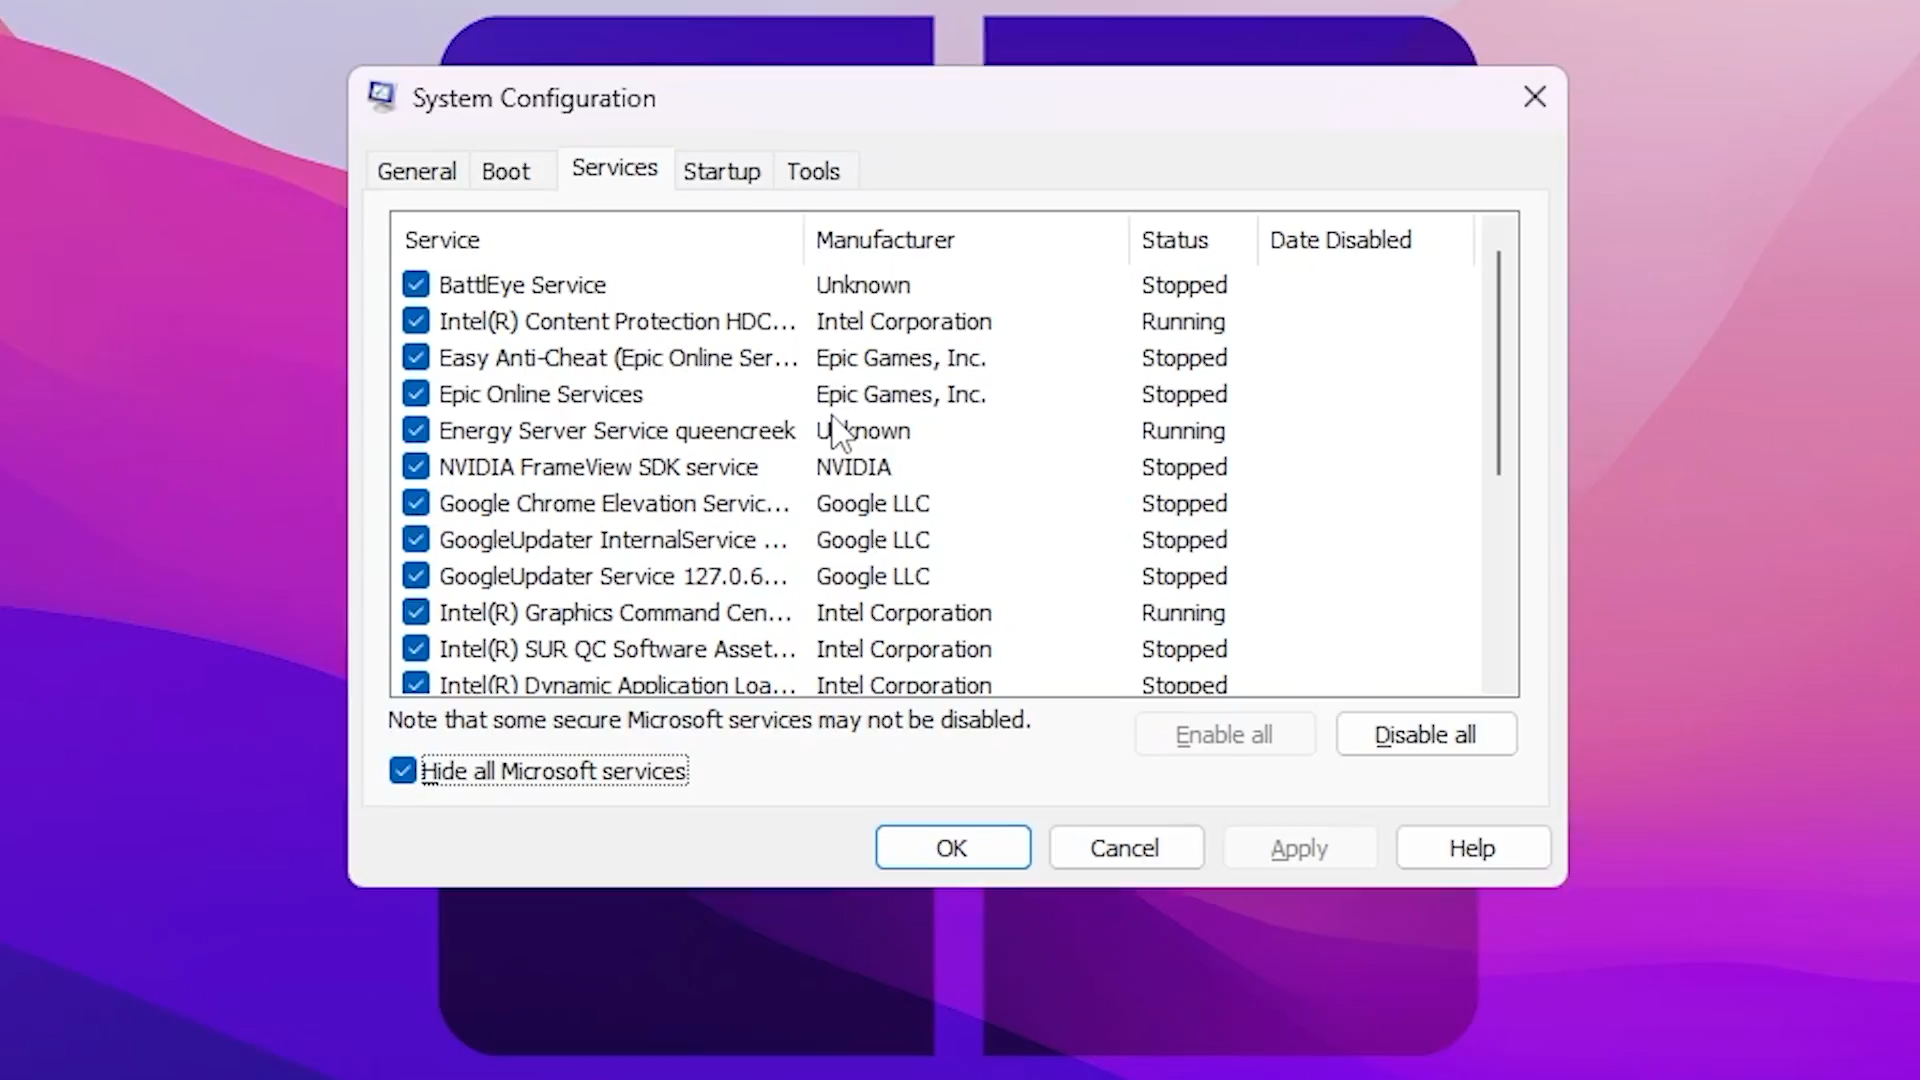 System Configuration
General Boot Services Startup Tools
Service Manufacturer Status Date Disabled
BattlEye Service Unknown Stopped
Intel(R) Content Protection HDC... Intel Corporation Running
Easy Anti-Cheat (Epic Online Ser... Epic Games, Inc. Stopped
Epic Online Services Epic Games, Inc. Stopped
Energy Server Service queencreek Unknown Running
NVIDIA FrameView SDK service NVIDIA Stopped
Google Chrome Elevation Servic... Google LLC Stopped
GoogleUpdater InternalService ... Google LLC Stopped
GoogleUpdater Service 127.0.6... Google LLC Stopped
Intel(R) Graphics Command Cen... Intel Corporation Running
Intel(R) SUR QC Software Asset... Intel Corporation Stopped
Intel(R) Dynamic Application Loa... Intel Corporation Stopped
Note that some secure Microsoft services may not be disabled.
Enable all Disable all
Hide all Microsoft services
OK Cancel Apply Help